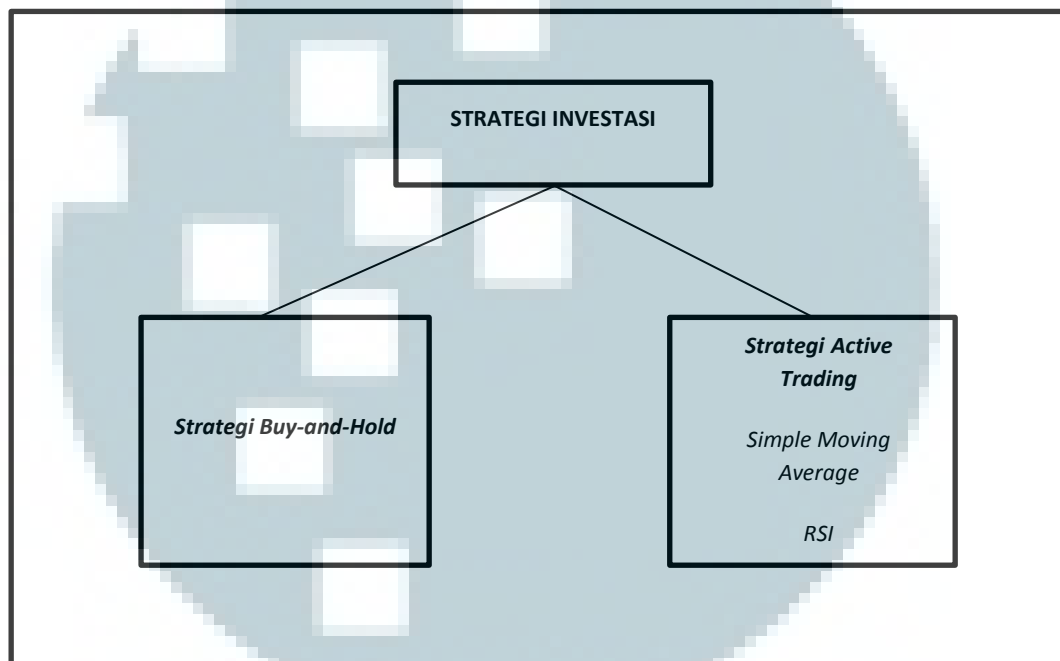 STRATEGI INVESTASI
Strategi Buy-and-Hold
Strategi Active
Trading
Simple Moving
Average
RSI